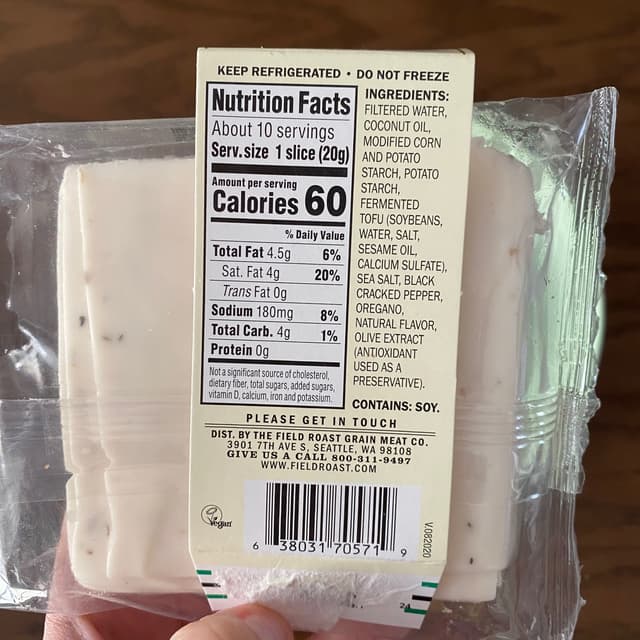 KEEP REFRIGERATED • DO NOT FREEZE
Nutrition Facts
About 10 servings
Serv. size 1 slice (20g)
Amount per serving
Calories 60
% Daily Value
Total Fat 4.5g 6%
Sat. Fat 4g 20%
Trans Fat 0g
Sodium 180mg 8%
Total Carb. 4g 1%
Protein 0g
Not a significant source of cholesterol,
dietary fiber, total sugars, added sugars,
vitamin D, calcium, iron and potassium.
INGREDIENTS:
FILTERED WATER,
COCONUT OIL,
MODIFIED CORN
AND POTATO
STARCH, POTATO
STARCH,
FERMENTED
TOFU (SOYBEANS,
WATER, SALT,
SESAME OIL,
CALCIUM SULFATE),
SEA SALT, BLACK
CRACKED PEPPER,
OREGANO,
NATURAL FLAVOR,
OLIVE EXTRACT
(ANTIOXIDANT
USED AS A
PRESERVATIVE).
CONTAINS: SOY.
PLEASE GET IN TOUCH
DIST. BY THE FIELD ROAST GRAIN MEAT CO.
3901 7TH AVE S, SEATTLE, WA 98108
GIVE US A CALL 800-311-9497
WWW.FIELDROAST.COM
Vegan
6 38031 70571 9
V.082020